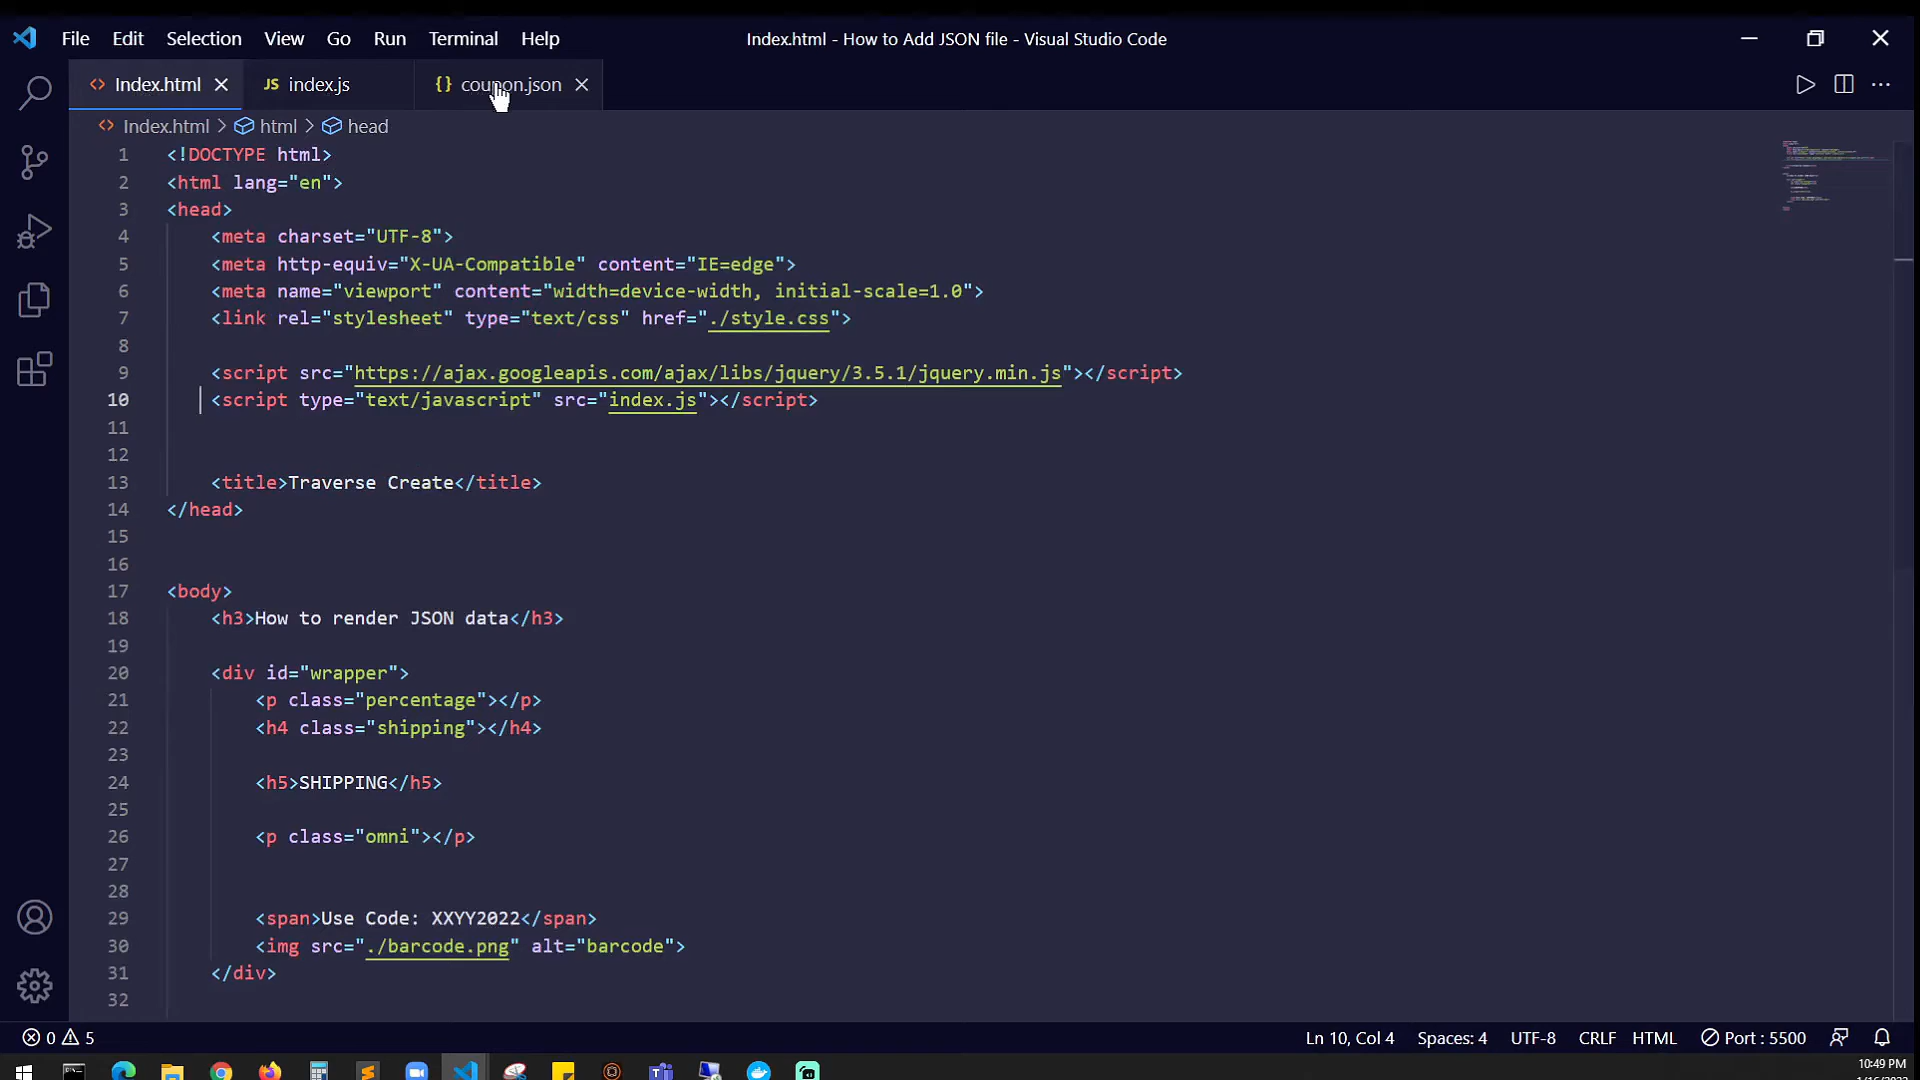 File Edit Selection View Go Run Terminal Help Index.html - How to Add JSON file - Visual Studio Code
<> Index.html JS index.js {} coupon.json
<> Index.html > html > head
1 <!DOCTYPE html>
2 <html lang="en">
3 <head>
4 <meta charset="UTF-8">
5 <meta http-equiv="X-UA-Compatible" content="IE=edge">
6 <meta name="viewport" content="width=device-width, initial-scale=1.0">
7 <link rel="stylesheet" type="text/css" href="./style.css">
8
9 <script src="https://ajax.googleapis.com/ajax/libs/jquery/3.5.1/jquery.min.js"></script>
10 <script type="text/javascript" src="index.js"></script>
11
12
13 <title>Traverse Create</title>
14 </head>
15
16
17 <body>
18 <h3>How to render JSON data</h3>
19
20 <div id="wrapper">
21 <p class="percentage"></p>
22 <h4 class="shipping"></h4>
23
24 <h5>SHIPPING</h5>
25
26 <p class="omni"></p>
27
28
29 <span>Use Code: XXYY2022</span>
30 <img src="./barcode.png" alt="barcode">
31 </div>
32
0 5 Ln 10, Col 4 Spaces: 4 UTF-8 CRLF HTML Port : 5500
10:49 PM